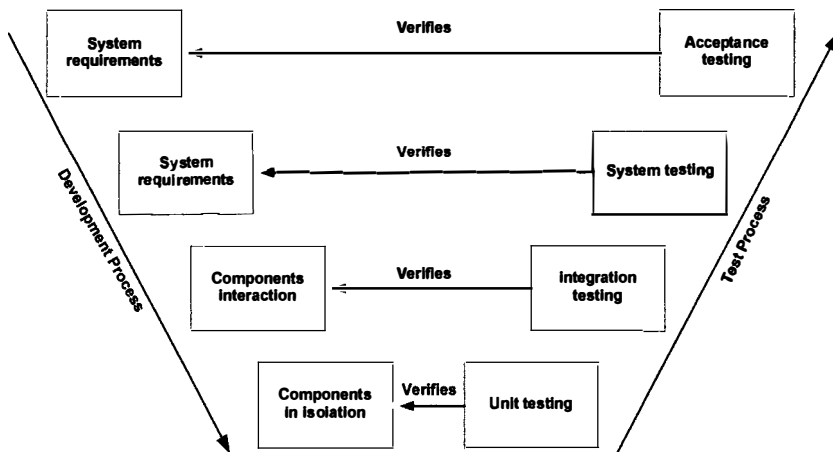 Verifies
System
requirements
Acceptance
testing
Verifies
System
requirements
System testing
Development Process
Test Process
Verifies
Components
interaction
integration
testing
Verifies
Components
in isolation
Unit testing